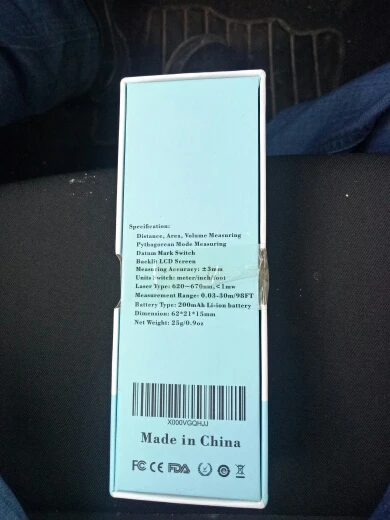 Specification:
Distance, Area, Volume Measuring
Pythagorean Mode Measuring
Datum Mark Switch
Backlit LCD Screen
Measuring Accuracy: ±3mm
Units witch: meter/inch/foot
Laser Type: 620-670nm, <1mw
Measurement Range: 0.03-30m/98FT
Battery Type: 200mAh Li-ion battery
Dimension: 62*21*15mm
Net Weight: 25g/0.9oz
X000VGQHJJ
Made in China
FC CE FDA